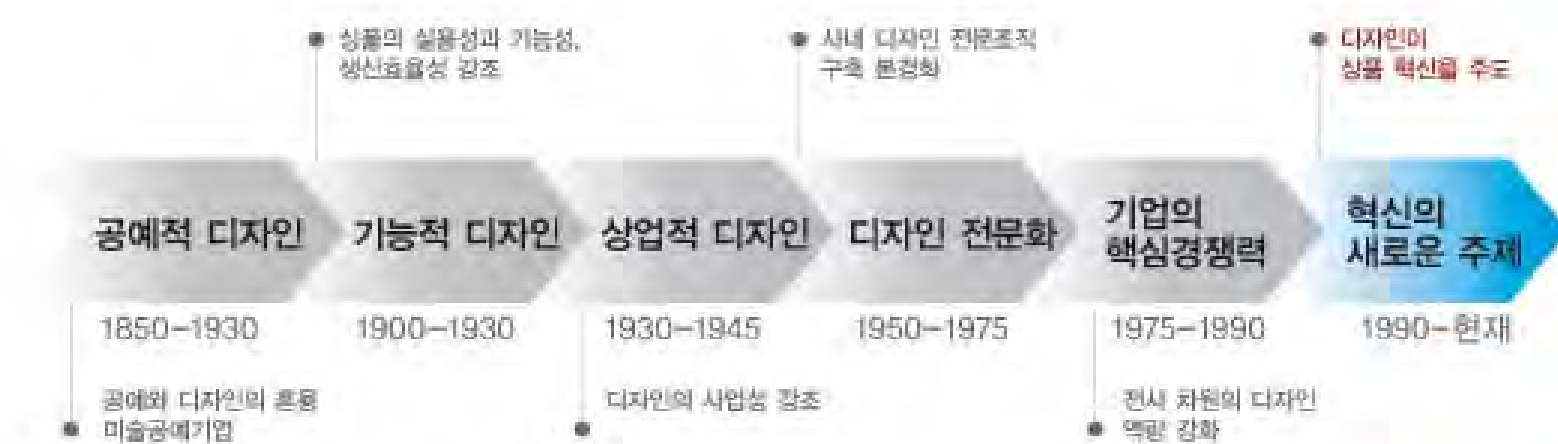 상품의 실용성과 기능성,
생산효율성 강조
사내 디자인 전문조직
구축 본격화
디자인이
상품 혁신을 주도
공예적 디자인
기능적 디자인
상업적 디자인
디자인 전문화
기업의
핵심경쟁력
혁신의
새로운 주제
1850-1930
1900-1930
1930-1945
1950-1975
1975-1990
1990-현재
공예와 디자인의 혼용
미술공예기업
디자인의 사업성 강조
전사 차원의 디자인
역량 강화